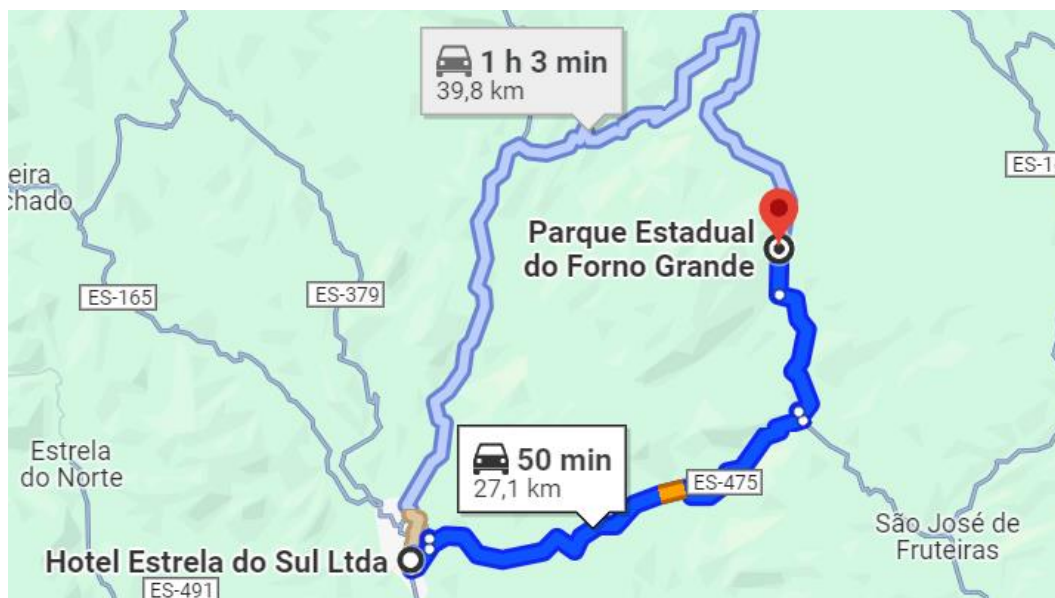 1 h 3 min
39,8 km
eira
chado
ES-1
Parque Estadual
do Forno Grande
ES-165
ES-379
Estrela
do Norte
50 min
27,1 km
ES-475
São José de
Fruteiras
Hotel Estrela do Sul Ltda
ES-491